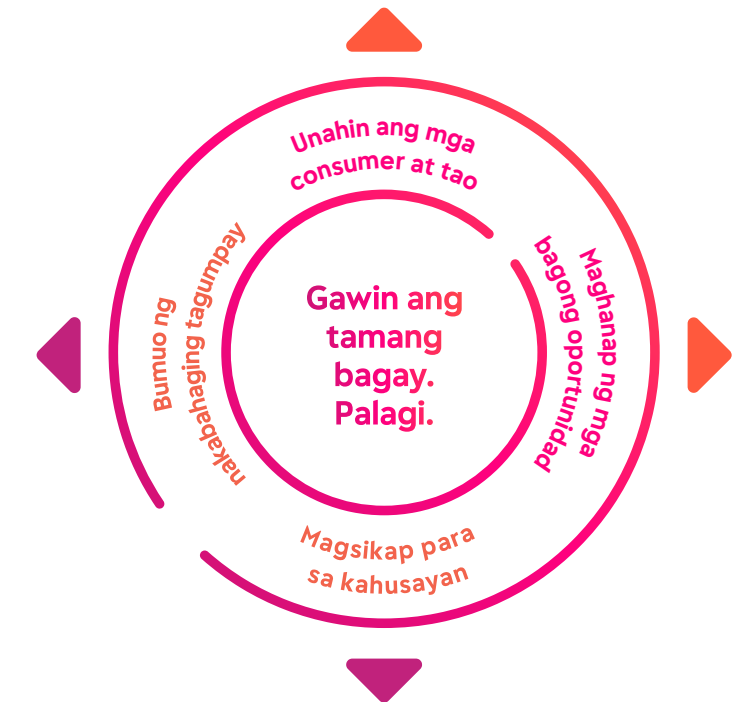 Unahin ang mga
consumer at tao
Maghanap ng mga
bagong oportunidad
Gawin ang
tamang
bagay.
Palagi.
Bumuo ng
nakabahaging tagumpay
Magsikap para
sa kahusayan